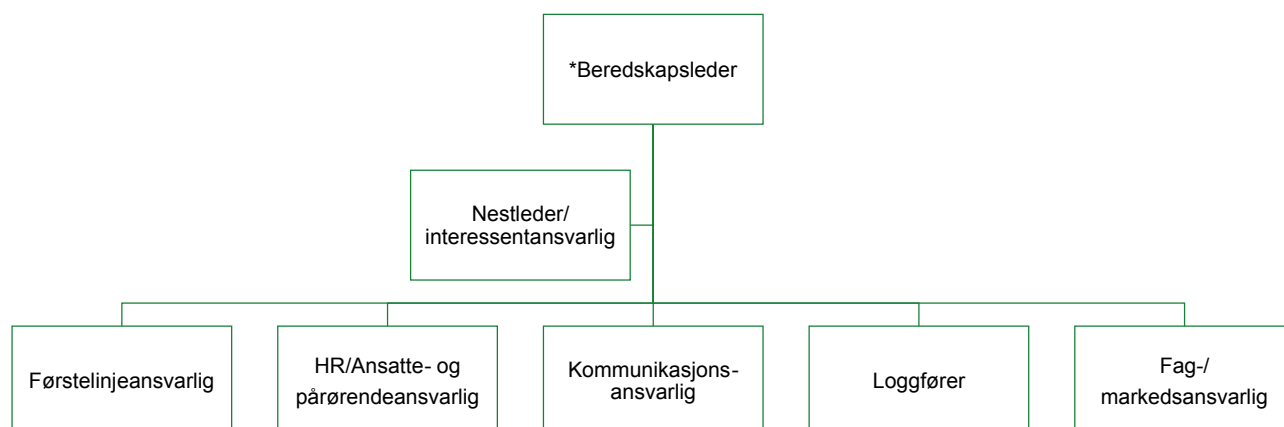 *Beredskapsleder
Nestleder/
interessentansvarlig
Førstelinjeansvarlig
HR/Ansatte- og
pårørendeansvarlig
Kommunikasjons-
ansvarlig
Loggfører
Fag-/
markedsansvarlig